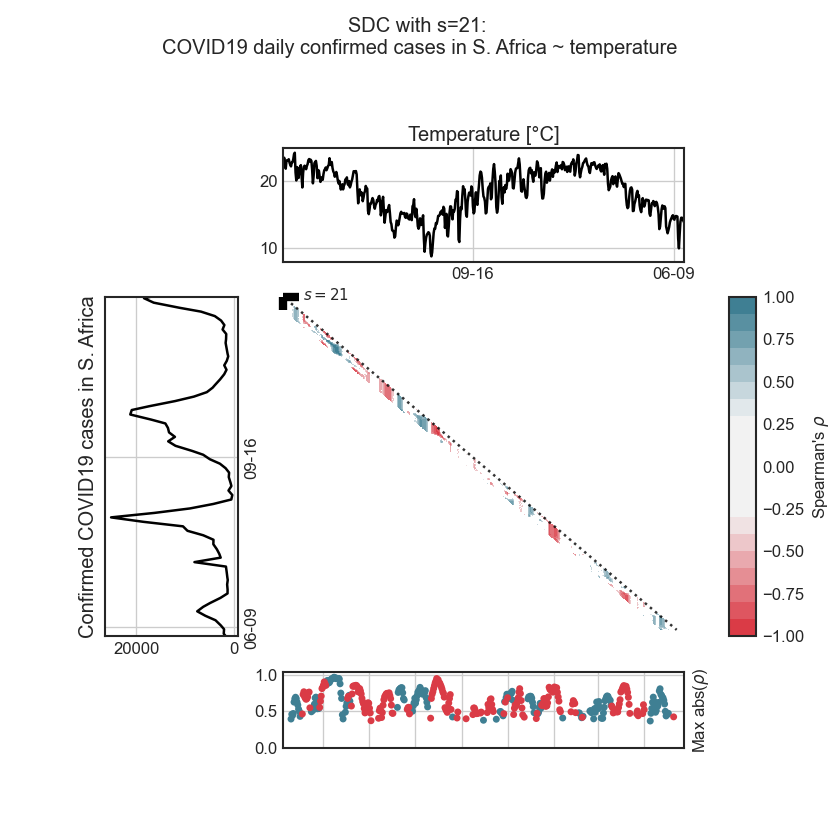 SDC with s=21:
COVID19 daily confirmed cases in S. Africa ~ temperature
Temperature [°C]
20
10
09-16
06-09
Confirmed COVID19 cases in S. Africa
09-16
06-09
20000
0
s = 21
1.00
0.75
0.50
0.25
0.00
−0.25
−0.50
−0.75
−1.00
Spearman's ρ
1.0
0.5
0.0
Max abs(ρ)